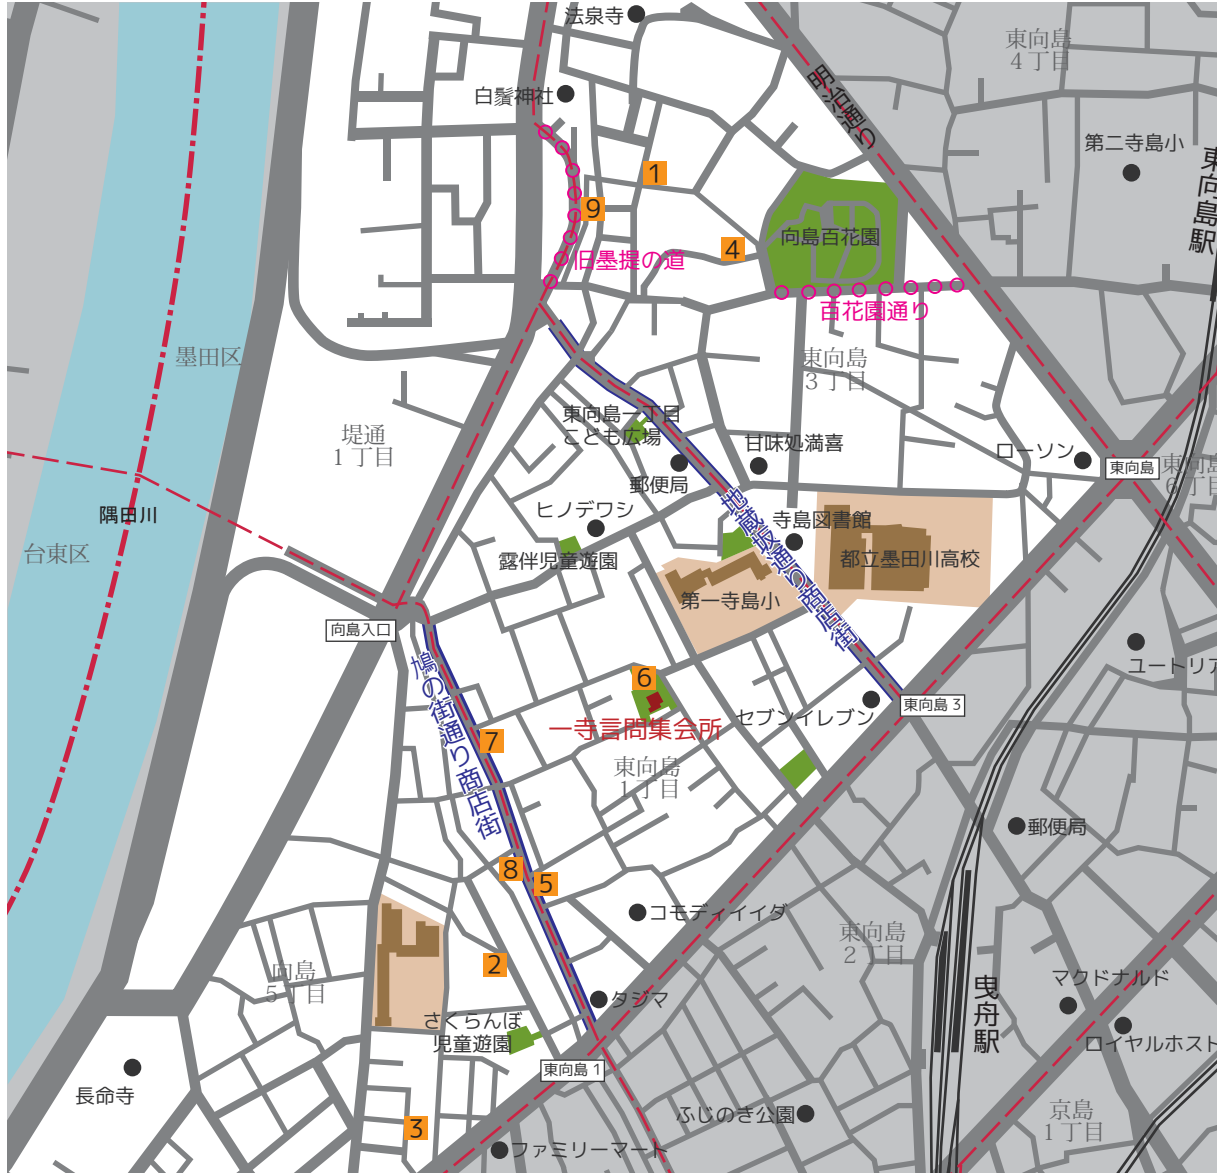 法泉寺
東向島
4丁目
明治通り
白鬚神社
第二寺島小
東向島駅
1
9
向島百花園
4
旧墨提の道
百花園通り
墨田区
東向島
3丁目
東向島一丁目
こども広場
堤通
1丁目
甘味処満喜
ローソン
東向島
東向島
6丁目
郵便局
地蔵坂通り商店街
ヒノデワシ
寺島図書館
隅田川
台東区
露伴児童遊園
都立墨田川高校
第一寺島小
向島入口
ユートリア
鳩の街通り商店街
6
セブンイレブン
東向島 3
一寺言問集会所
7
東向島
1丁目
郵便局
8
5
コモディイイダ
東向島
2丁目
2
向島
5丁目
曳舟駅
マクドナルド
タジマ
さくらんぼ
児童遊園
ロイヤルホスト
東向島 1
長命寺
ふじのき公園
京島
1丁目
3
ファミリーマート